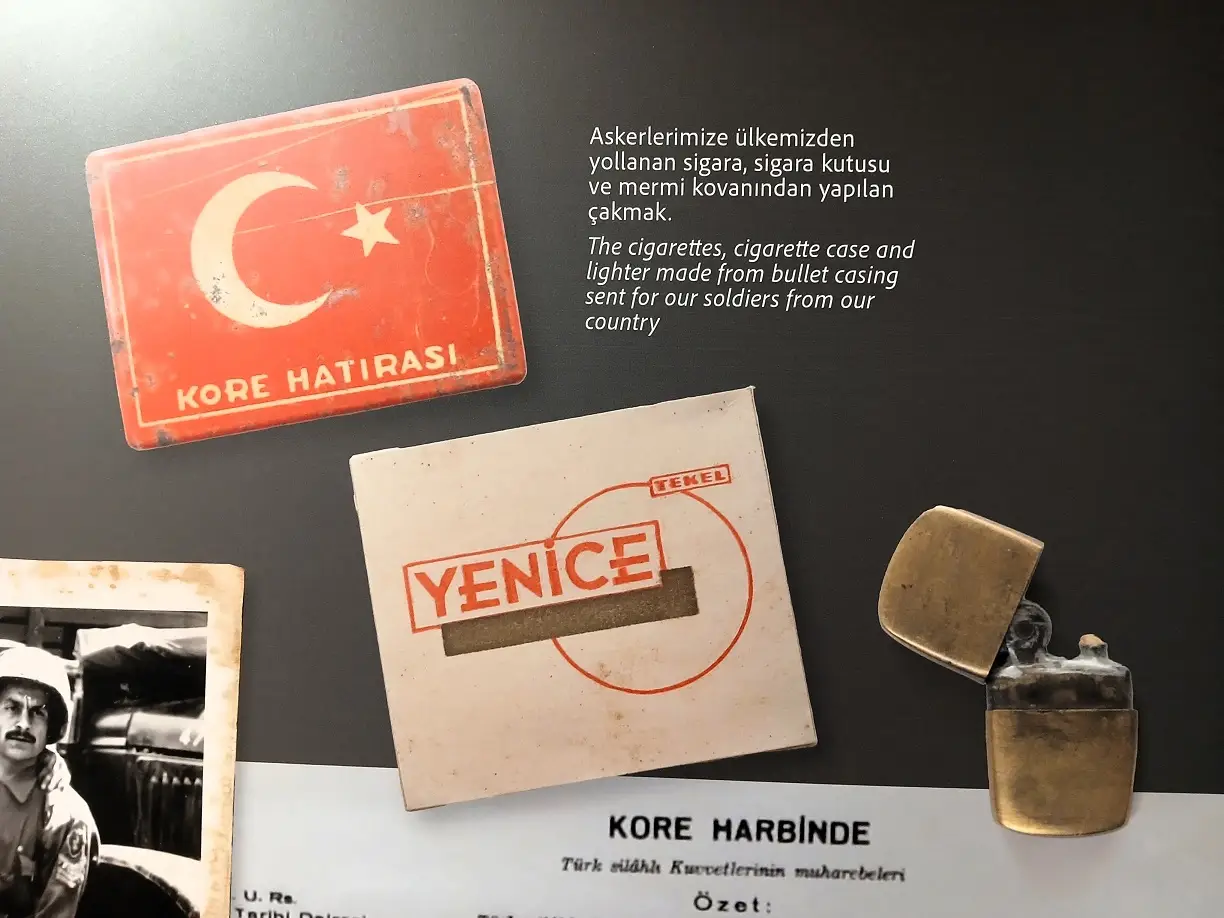 Askerlerimize ülkemizden
yollanan sigara, sigara kutusu
ve mermi kovanından yapılan
çakmak.
The cigarettes, cigarette case and
lighter made from bullet casing
sent for our soldiers from our
country
KORE HATIRASI
TEKEL
YENİCE
KORE HARBİNDE
Türk silâhlı Kuvvetlerinin muharebeleri
Özet:
U. Rs.